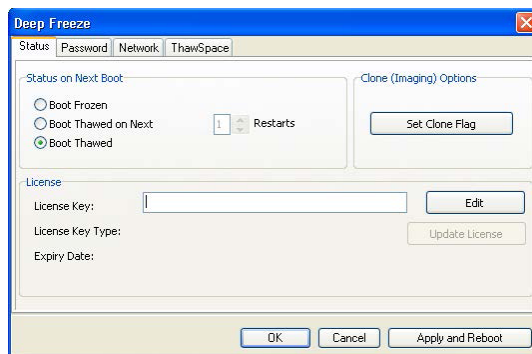 Deep Freeze
Status Password Network ThawSpace
Status on Next Boot
Boot Frozen
Boot Thawed on Next 1 Restarts
Boot Thawed
Clone (Imaging) Options
Set Clone Flag
License
License Key: Edit
License Key Type: Update License
Expiry Date:
OK Cancel Apply and Reboot